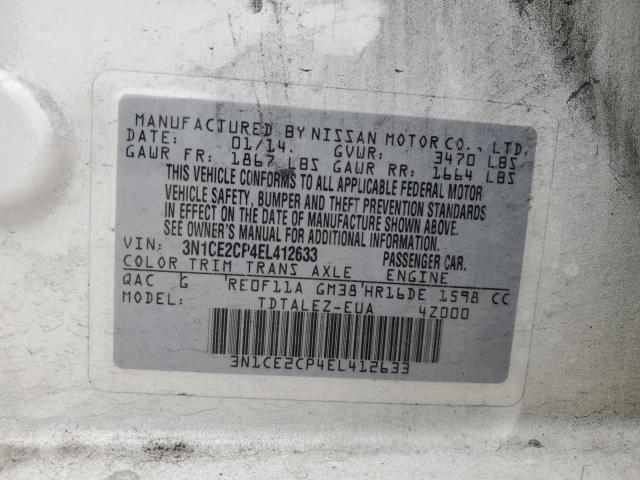 MANUFACTURED BY NISSAN MOTOR CO., LTD.
DATE: 01/14. GVWR: 3470 LBS
GAWR FR: 1867 LBS GAWR RR: 1664 LBS
THIS VEHICLE CONFORMS TO ALL APPLICABLE FEDERAL MOTOR
VEHICLE SAFETY, BUMPER AND THEFT PREVENTION STANDARDS
IN EFFECT ON THE DATE OF MANUFACTURE SHOWN ABOVE.
SEE OWNER'S MANUAL FOR MORE INFORMATION.
VIN: 3N1CE2CP4EL412633 PASSENGER CAR.
COLOR TRIM TRANS AXLE ENGINE
QAC G 'RE0F11A GM38'HR16DE 1598 CC
MODEL: TDTALEZ-EUA 4Z000
3N1CE2CP4EL412633